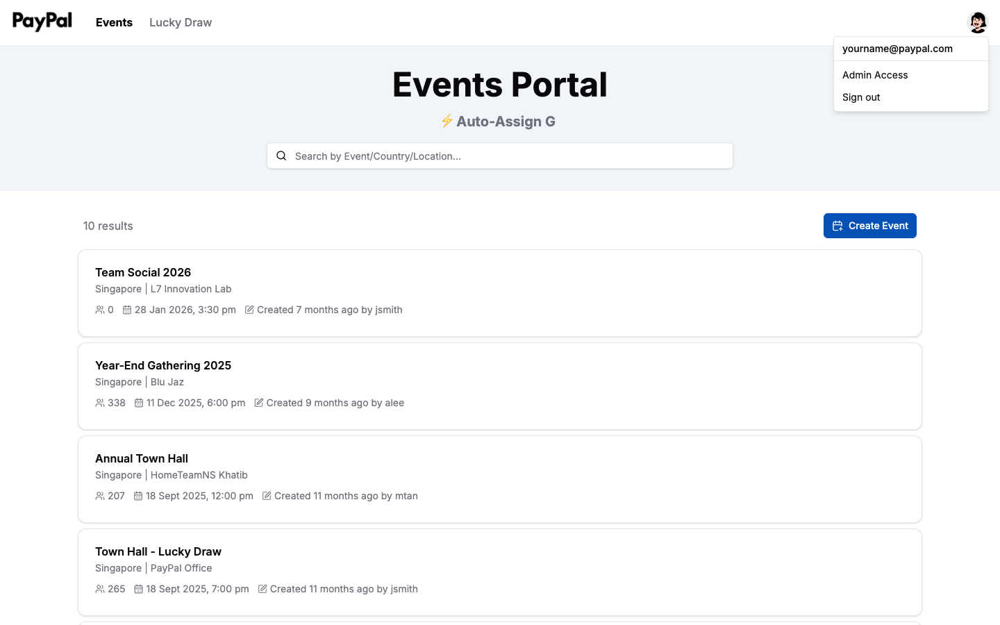 PayPal
Events
Lucky Draw
yourname@paypal.com
Admin Access
Sign out
Events Portal
⚡Auto-Assign G
Search by Event/Country/Location...
10 results
Create Event
Team Social 2026
Singapore | L7 Innovation Lab
0 28 Jan 2026, 3:30 pm Created 7 months ago by jsmith
Year-End Gathering 2025
Singapore | Blu Jaz
338 11 Dec 2025, 6:00 pm Created 9 months ago by alee
Annual Town Hall
Singapore | HomeTeamNS Khatib
207 18 Sept 2025, 12:00 pm Created 11 months ago by mtan
Town Hall - Lucky Draw
Singapore | PayPal Office
265 18 Sept 2025, 7:00 pm Created 11 months ago by jsmith